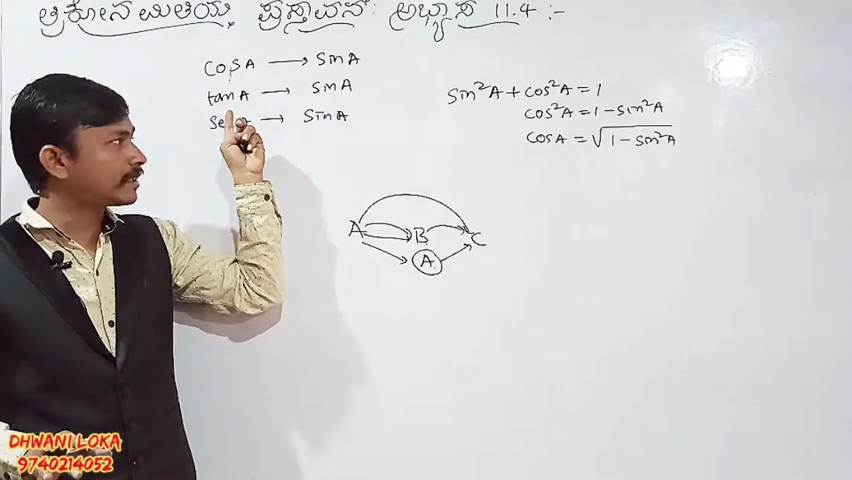 ತ್ರಿಕೋನಮಿತಿಯ ಪ್ರಸ್ತಾವನೆ: ಅಭ್ಯಾಸ 11.4 :-
COSA → SinA
tanA → SinA
→ SinA
sin²A + cos²A = 1
cos²A = 1 - sin²A
cosA = √1 - sin²A
A B C
A
DHWANI LOKA
9740214052